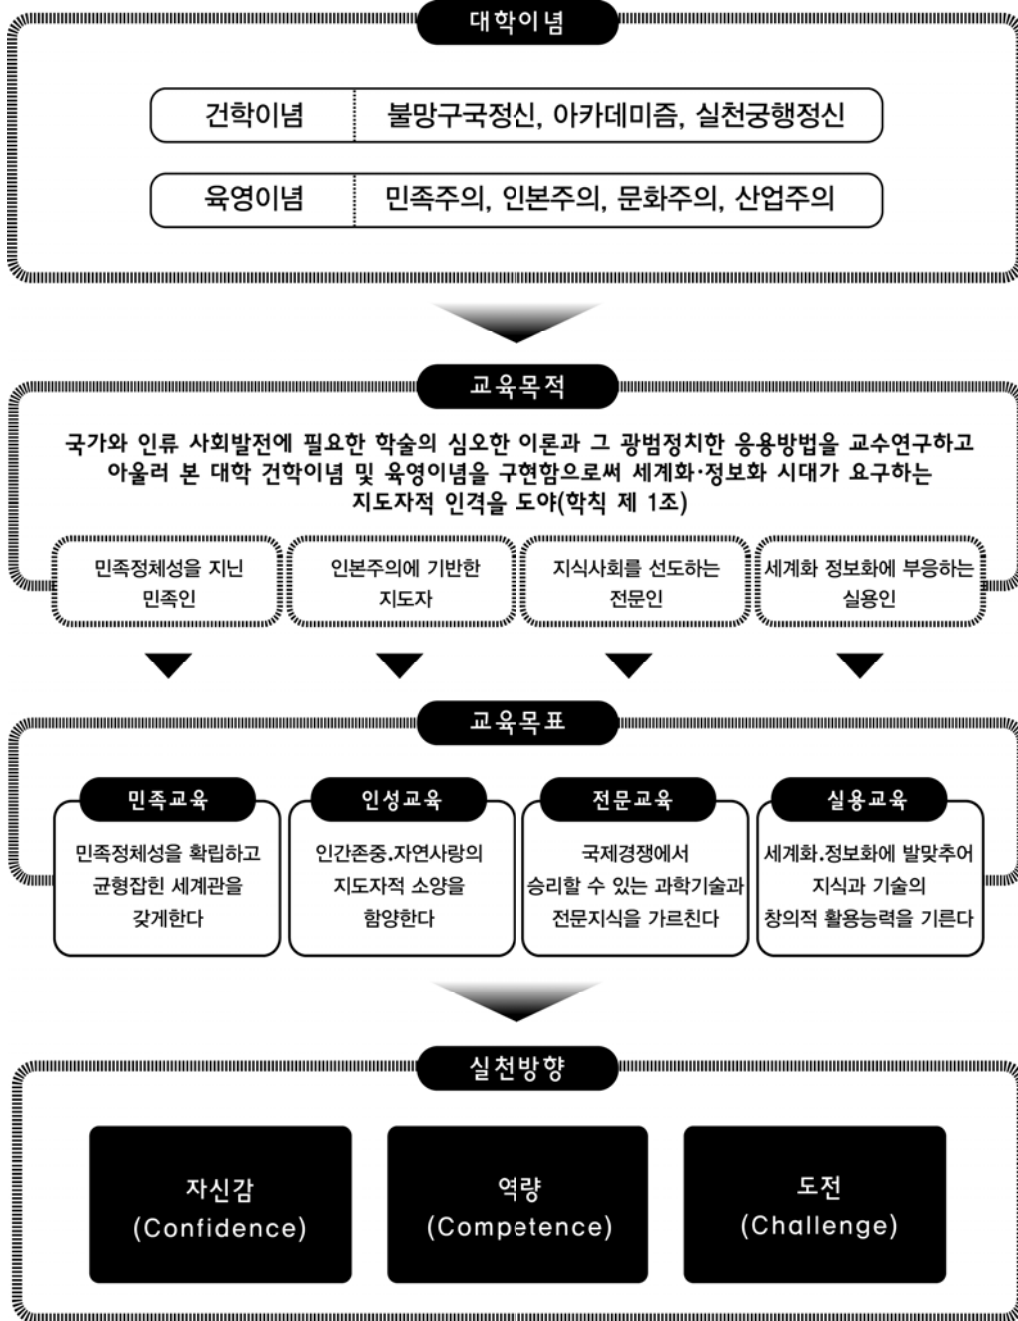 대학이념
건학이념 불망구국정신, 아카데미즘, 실천궁행정신
육영이념 민족주의, 인본주의, 문화주의, 산업주의
교육목적
국가와 인류 사회발전에 필요한 학술의 심오한 이론과 그 광범정치한 응용방법을 교수연구하고
아울러 본 대학 건학이념 및 육영이념을 구현함으로써 세계화·정보화 시대가 요구하는
지도자적 인격을 도야(학칙 제 1조)
민족정체성을 지닌
민족인
인본주의에 기반한
지도자
지식사회를 선도하는
전문인
세계화 정보화에 부응하는
실용인
교육목표
민족교육
민족정체성을 확립하고
균형잡힌 세계관을
갖게한다
인성교육
인간존중.자연사랑의
지도자적 소양을
함양한다
전문교육
국제경쟁에서
승리할 수 있는 과학기술과
전문지식을 가르친다
실용교육
세계화.정보화에 발맞추어
지식과 기술의
창의적 활용능력을 기른다
실천방향
자신감
(Confidence)
역량
(Competence)
도전
(Challenge)